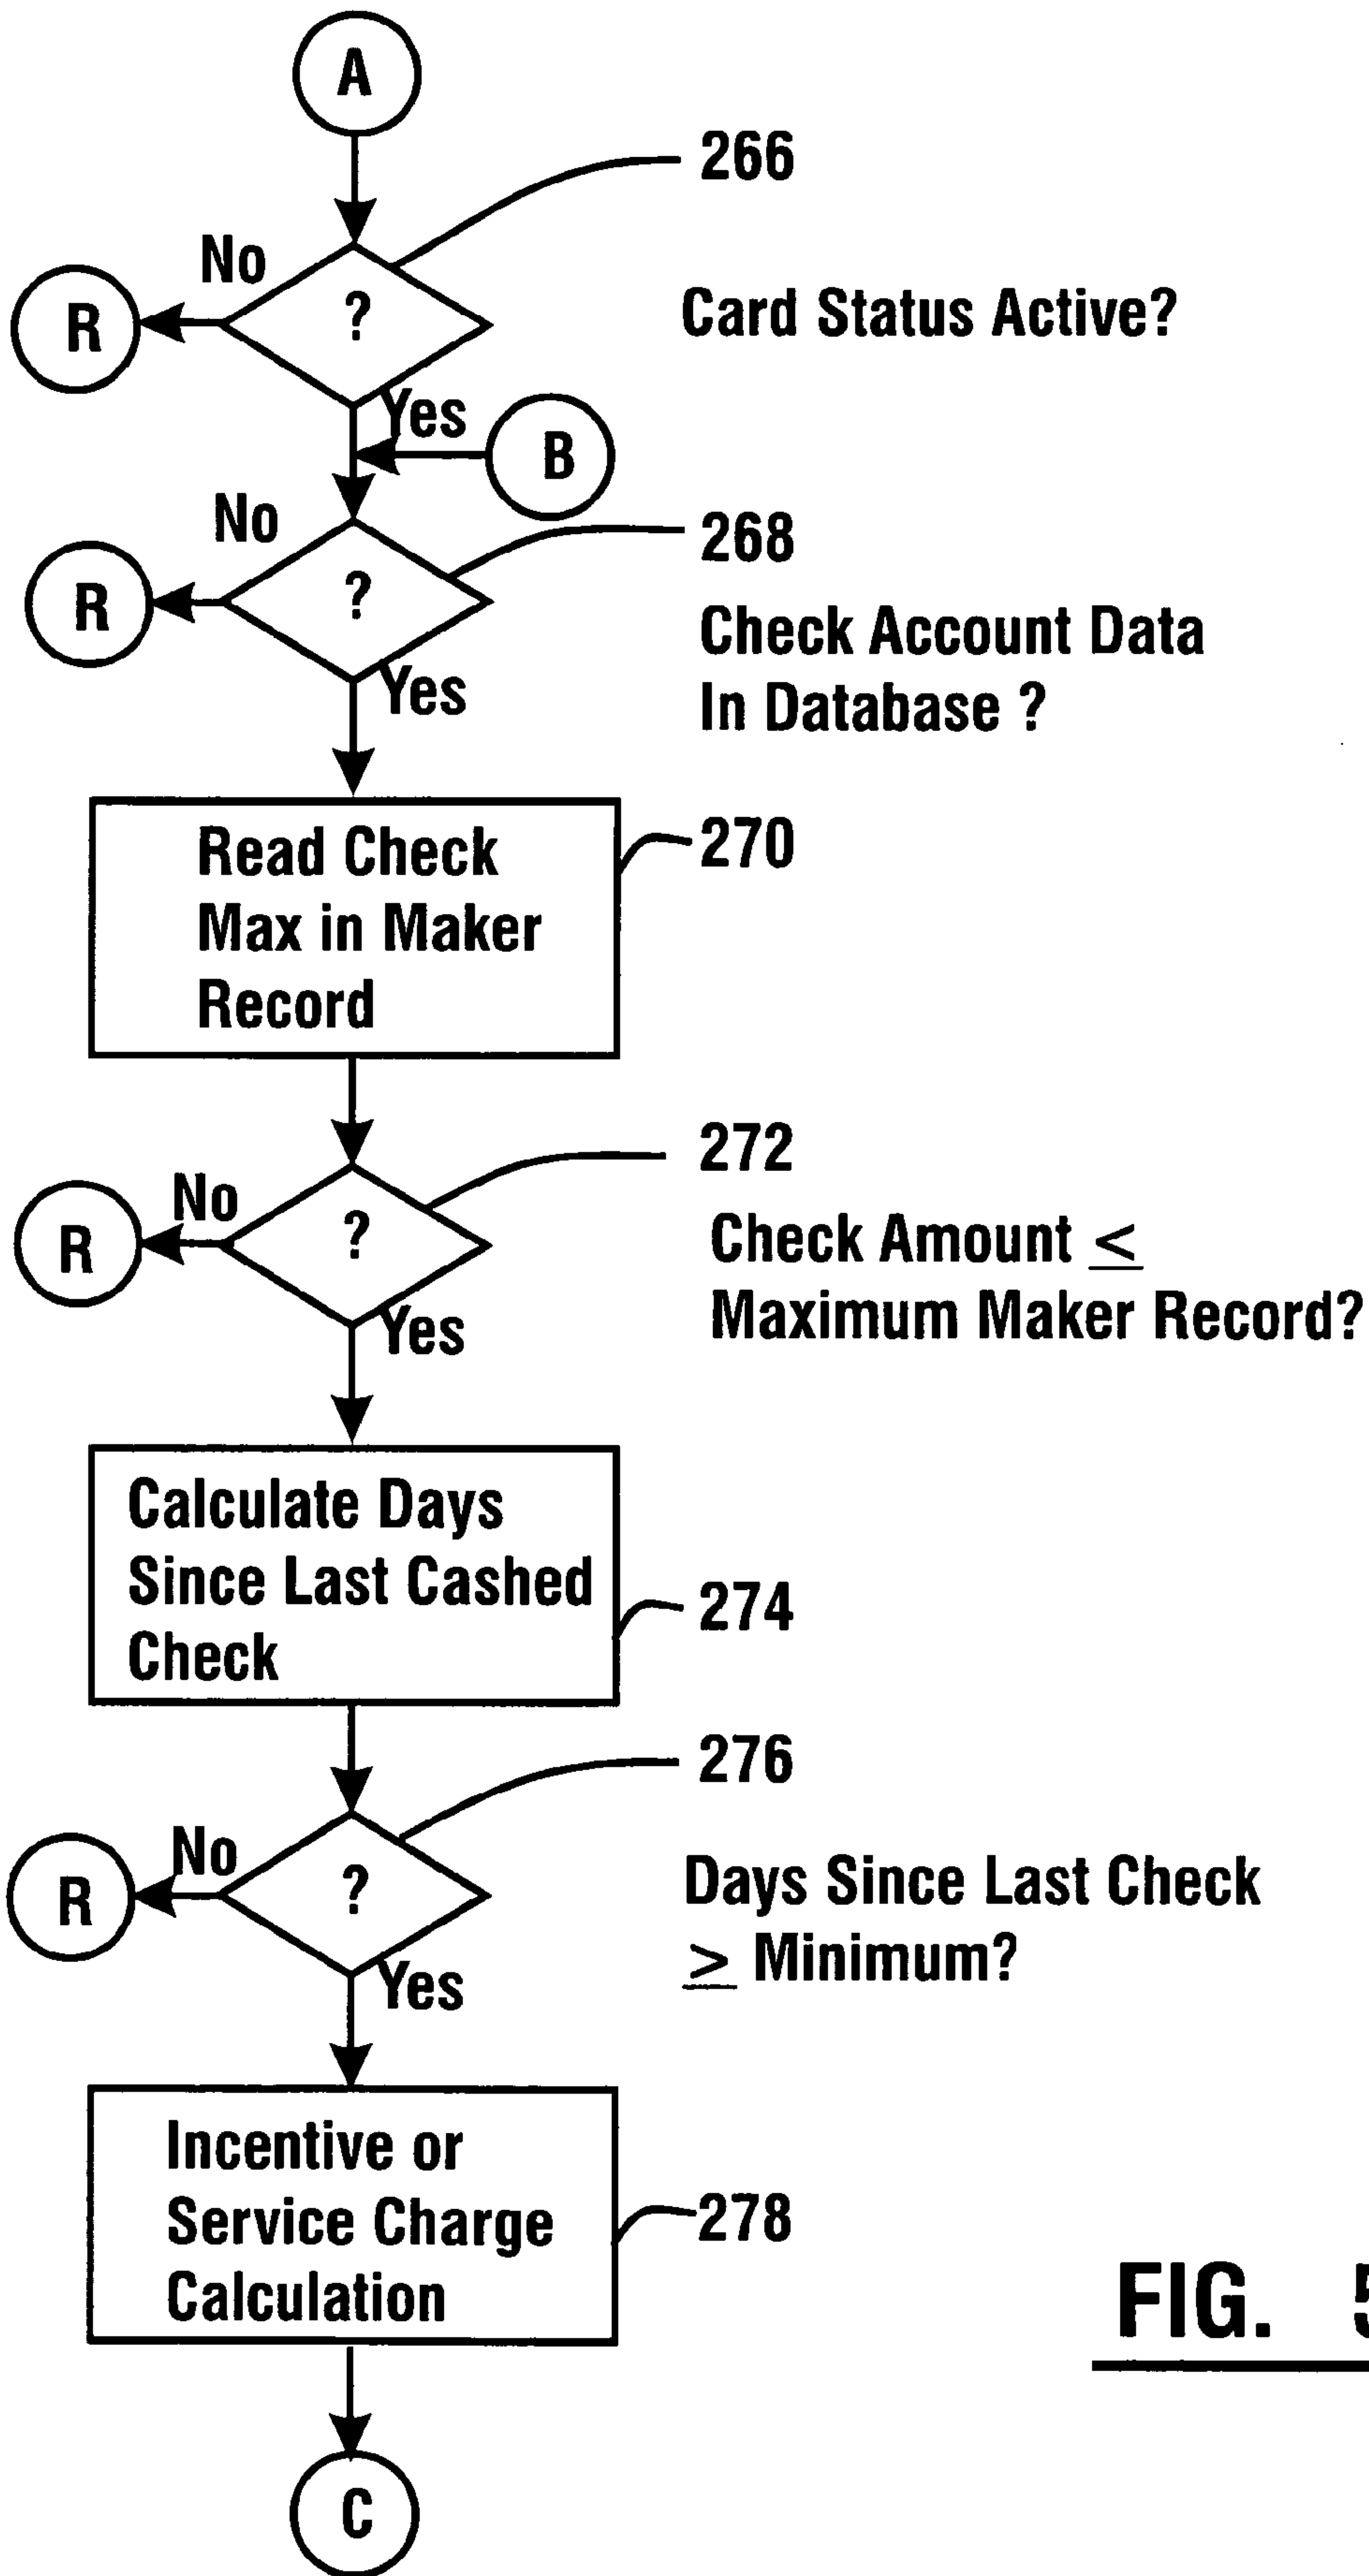 A
266
No
?
R
Card Status Active?
Yes
B
No
268
?
R
Check Account Data
In Database ?
Yes
Read Check
Max in Maker
Record
270
272
No
?
R
Check Amount ≤
Maximum Maker Record?
Yes
Calculate Days
Since Last Cashed
Check
274
276
No
?
R
Days Since Last Check
≥ Minimum?
Yes
Incentive or
Service Charge
Calculation
278
FIG.
C